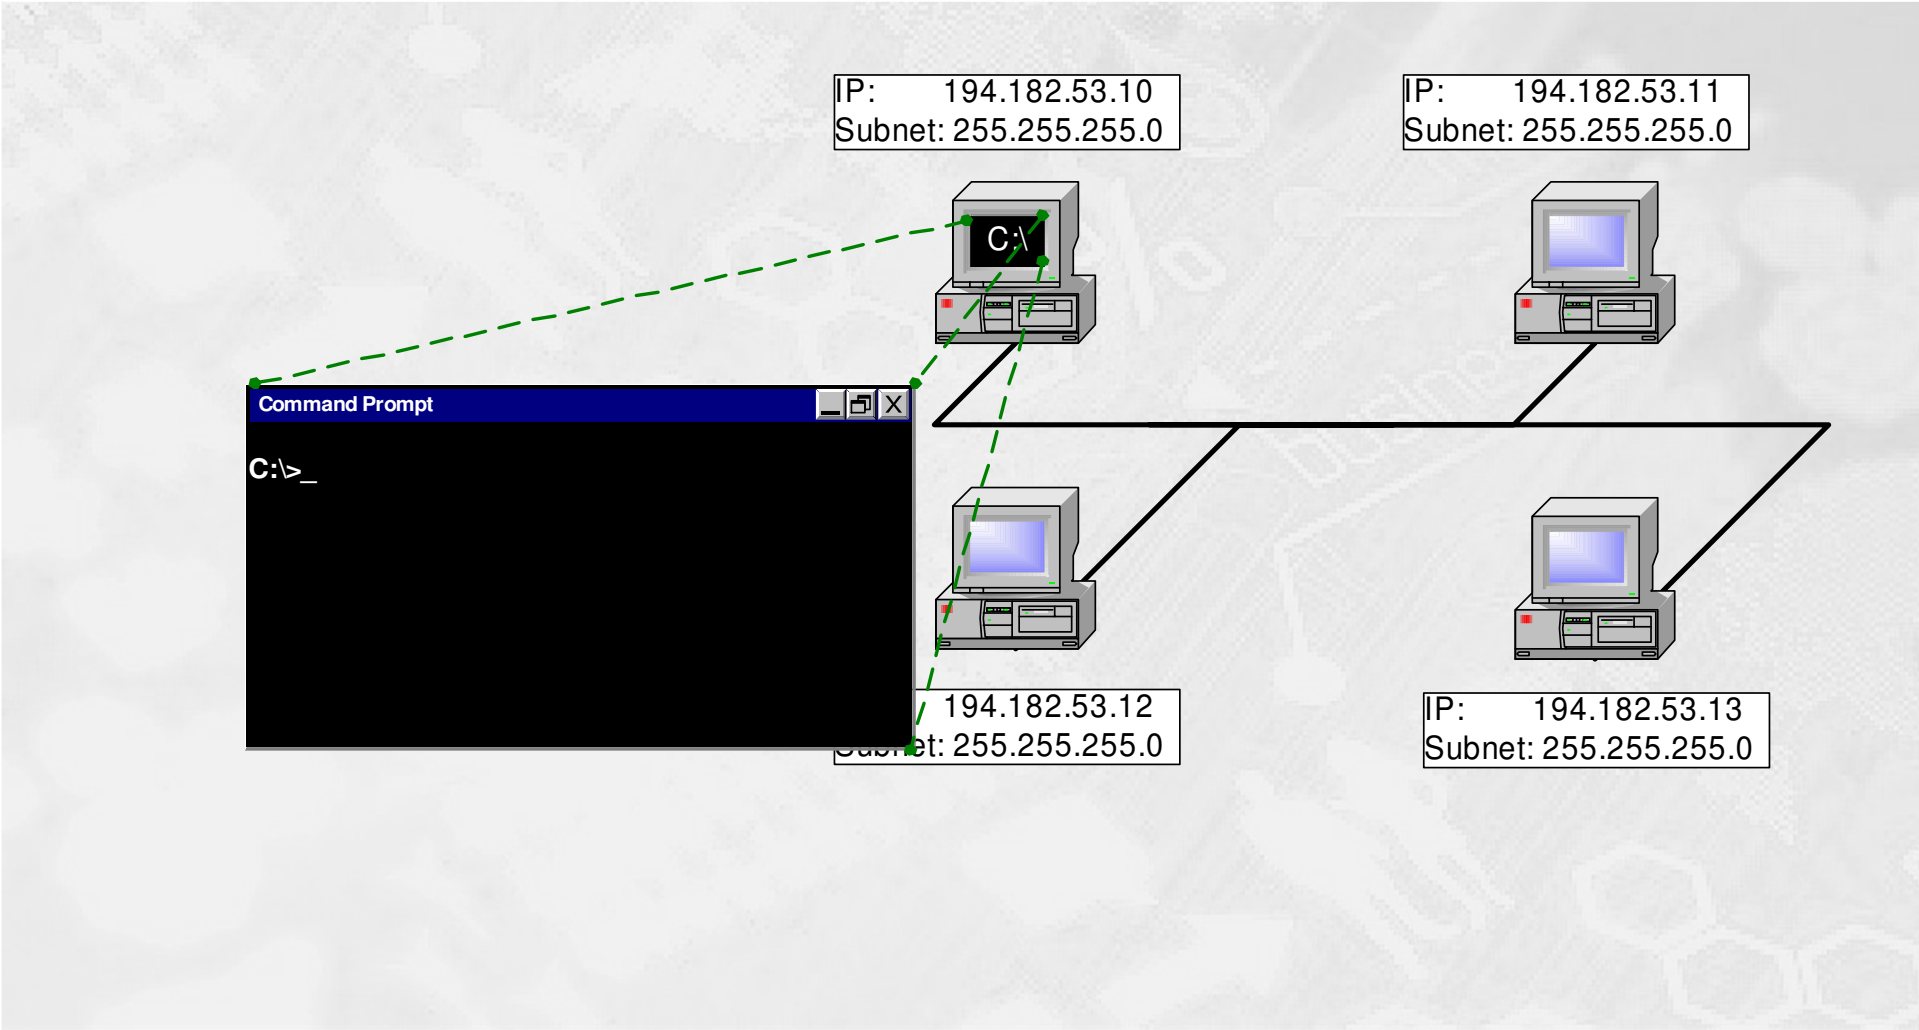 IP: 194.182.53.10
Subnet: 255.255.255.0
IP: 194.182.53.11
Subnet: 255.255.255.0
C:\
Command Prompt
C:\>_
194.182.53.12
Subnet: 255.255.255.0
IP: 194.182.53.13
Subnet: 255.255.255.0